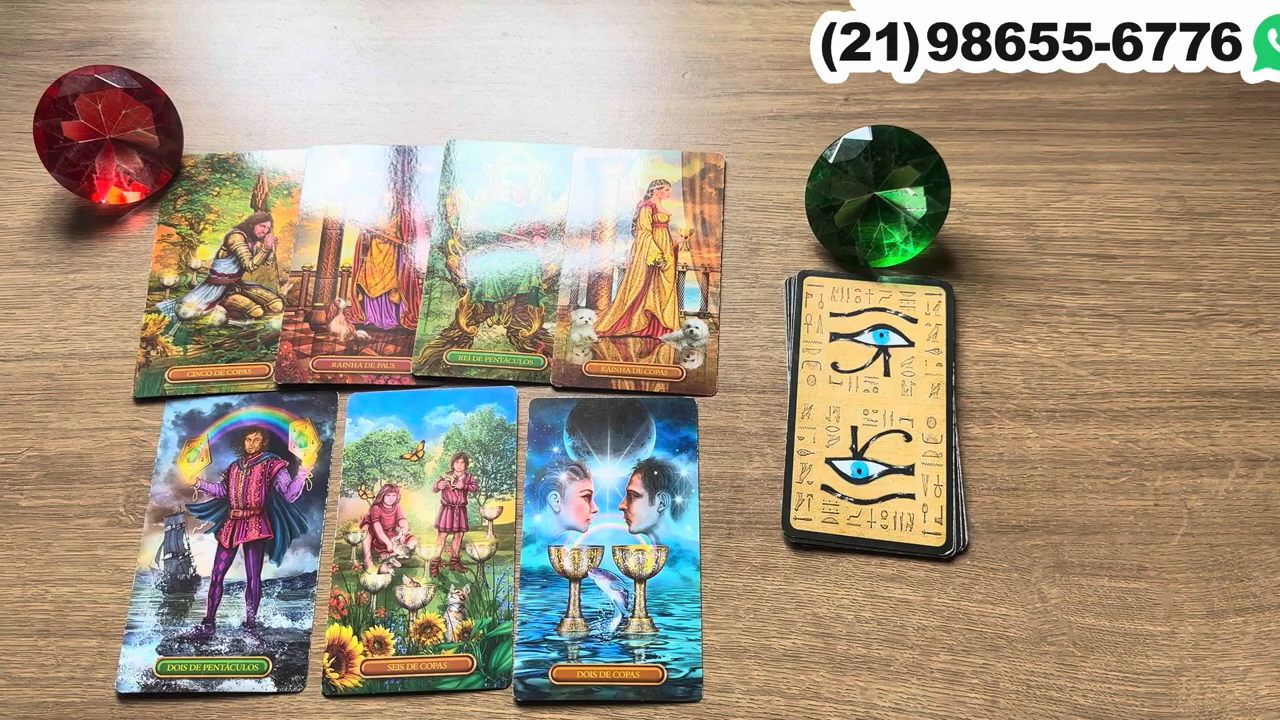 (21)98655-6776
CINCO DE COPAS
RAINHA DE PAUS
REI DE PENTÁCULOS
RAINHA DE COPAS
DOIS DE PENTÁCULOS
SEIS DE COPAS
DOIS DE COPAS